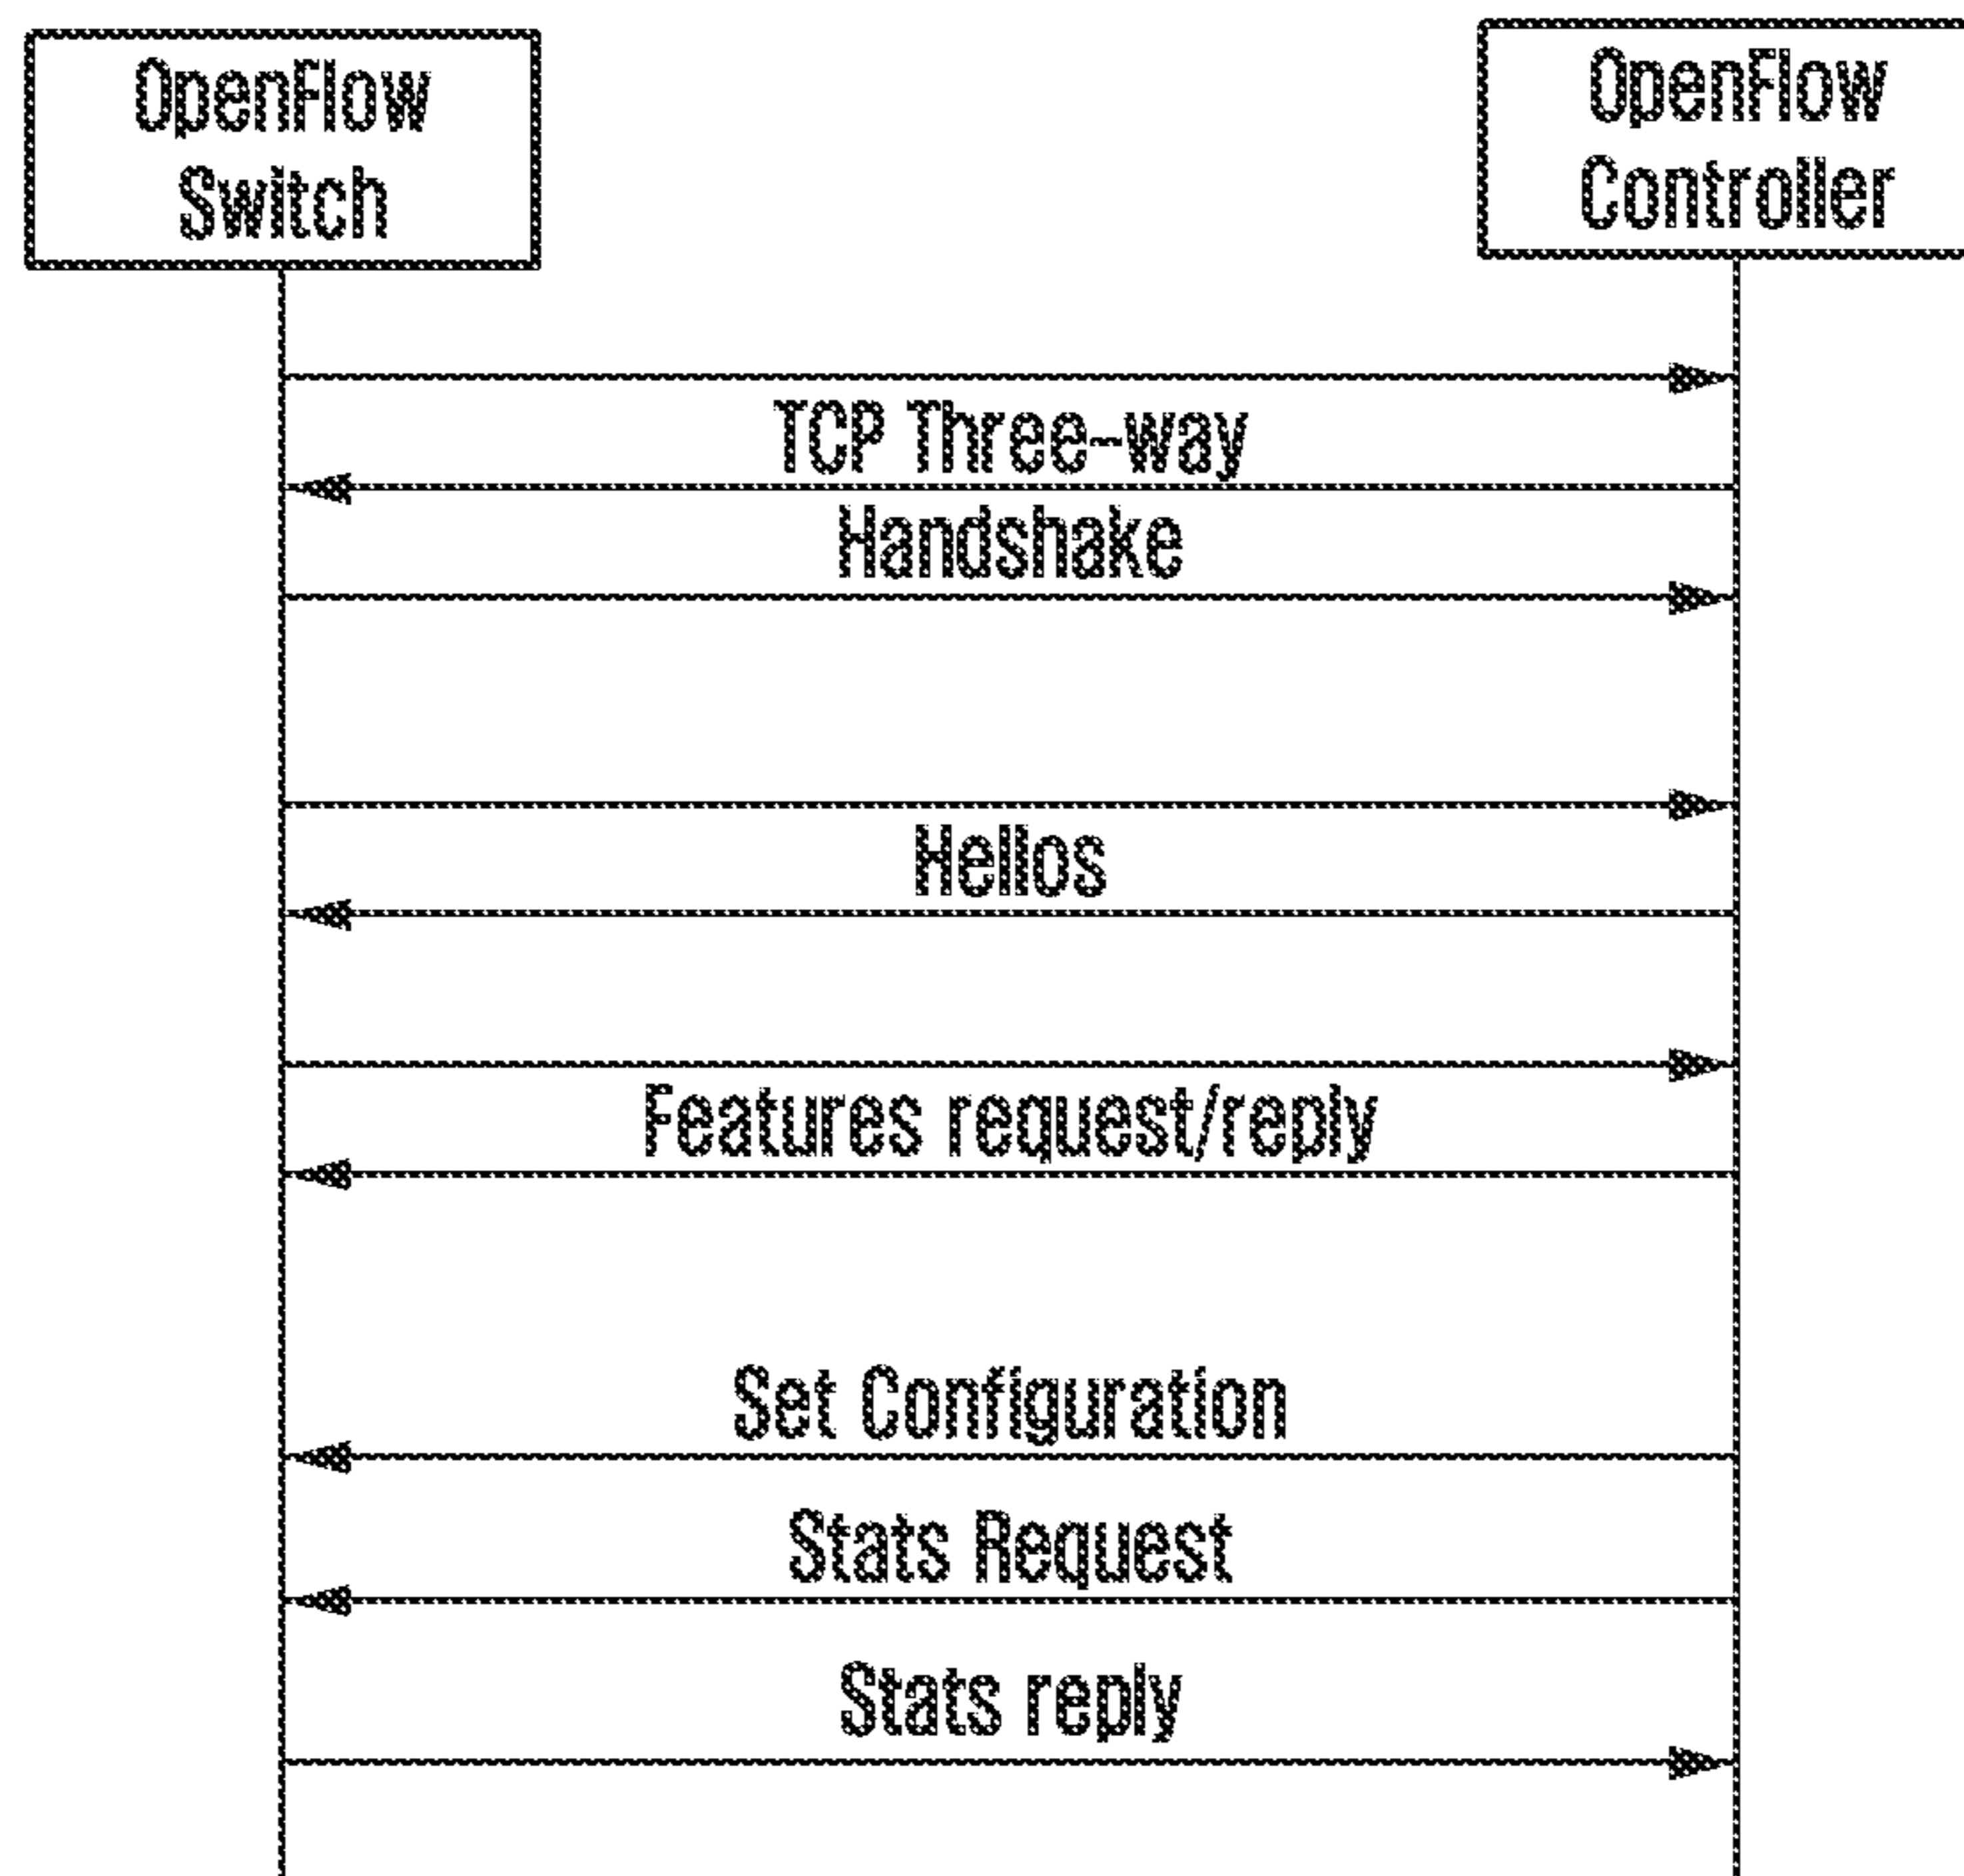 OpenFlow
Switch
OpenFlow
Controller
TCP Three-way
Handshake
Hellos
Features request/reply
Set Configuration
Stats Request
Stats reply